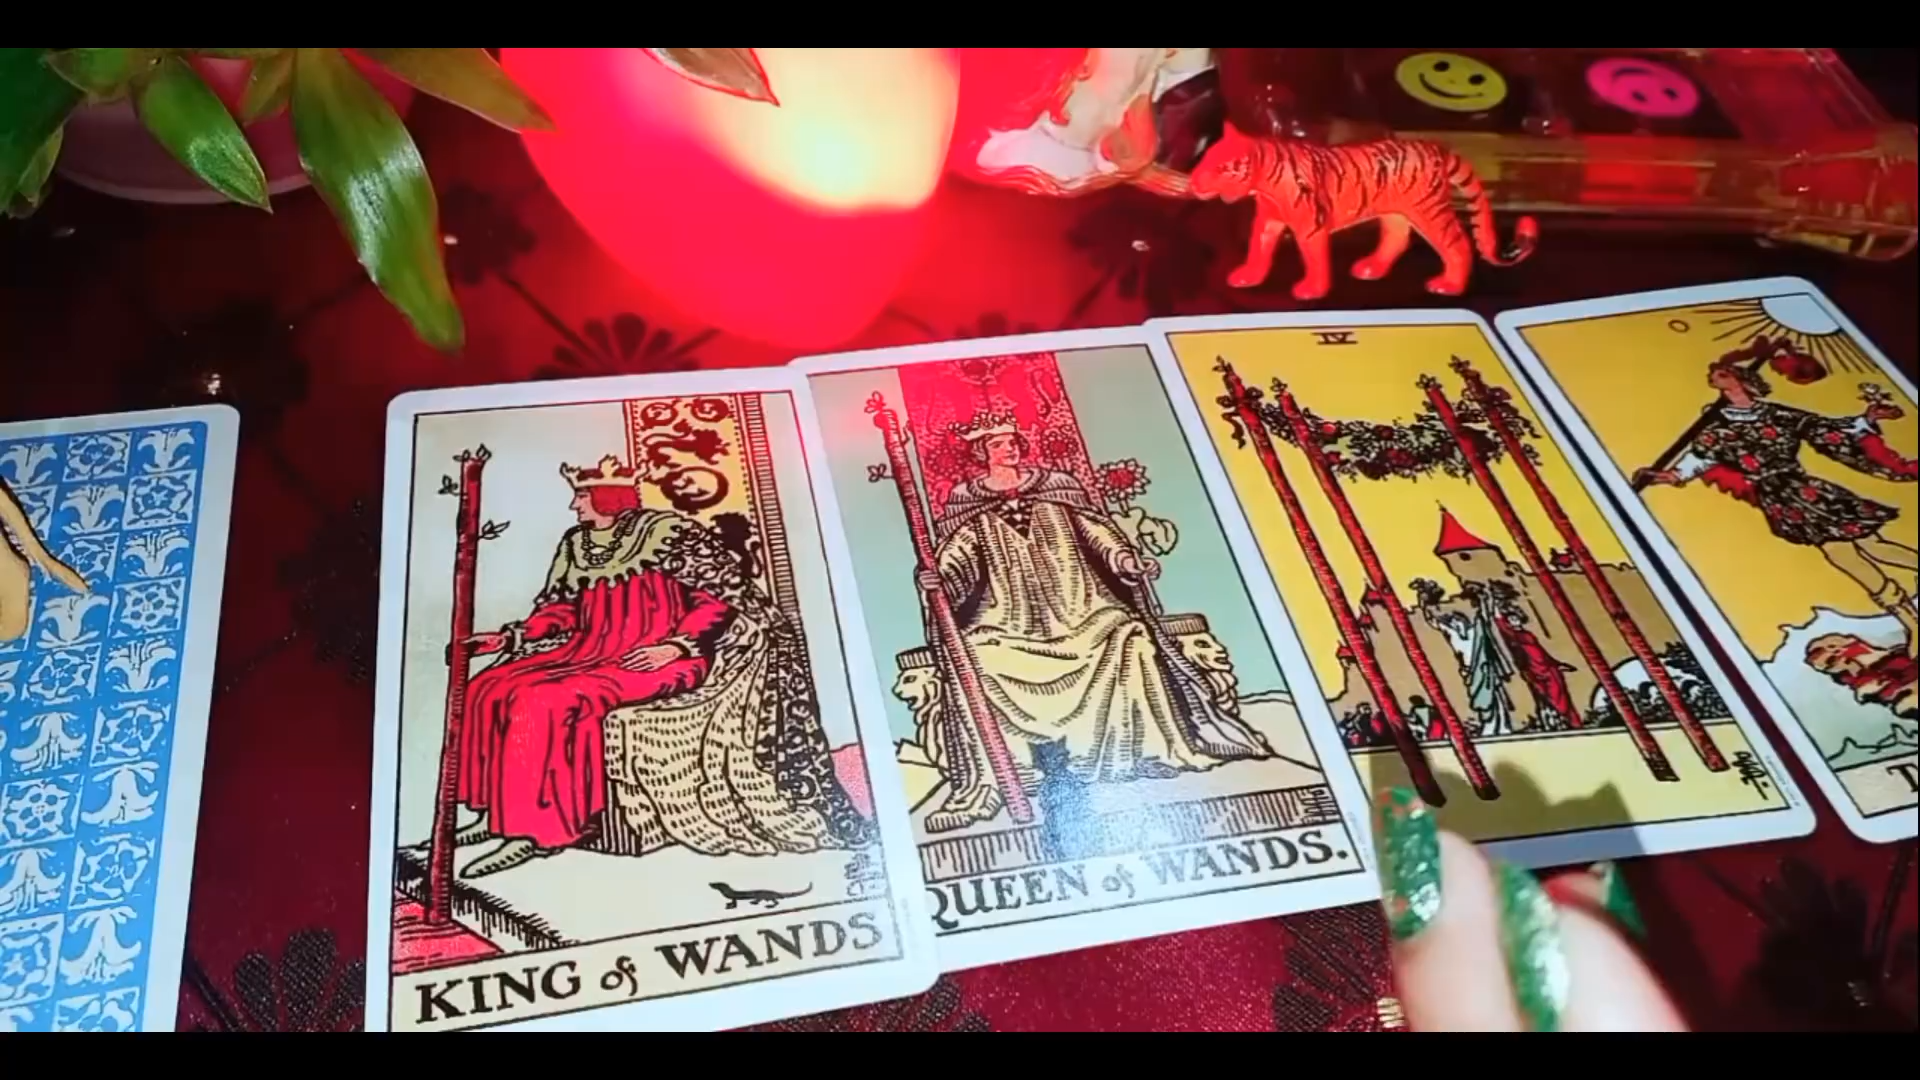 IV
KING of WANDS
QUEEN of WANDS.
T